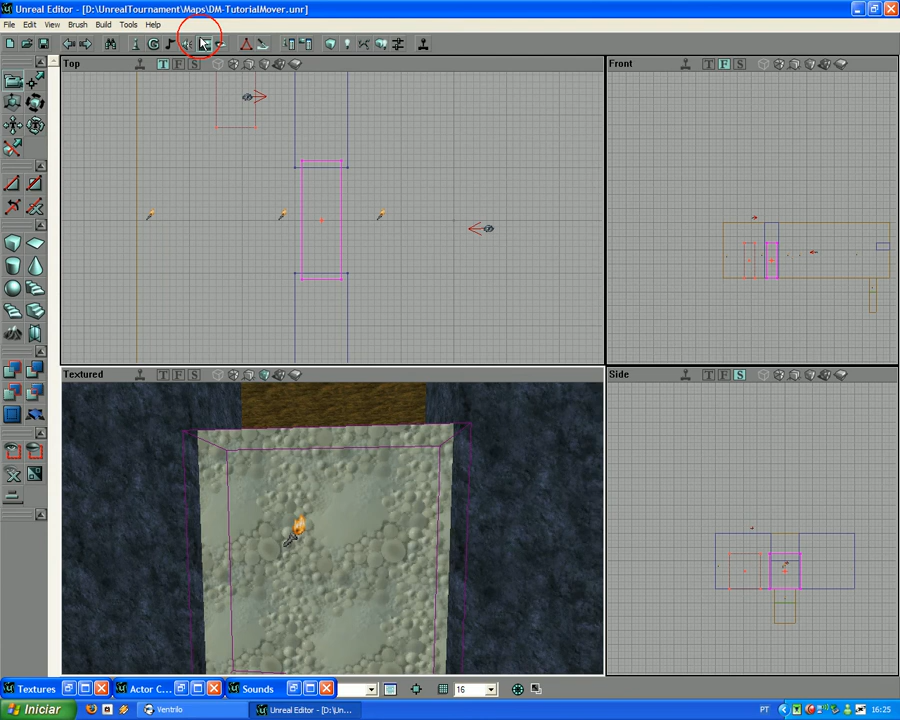 Unreal Editor - [D:\UnrealTournament\Maps\DM-TutorialMover.unr]
File Edit View Brush Build Tools Help
Top T F S
Front T F S
Textured T F S
Side T F S
Textures Actor C... Sounds 16
Iniciar Ventrilo Unreal Editor - [D:\Un... PT 16:25